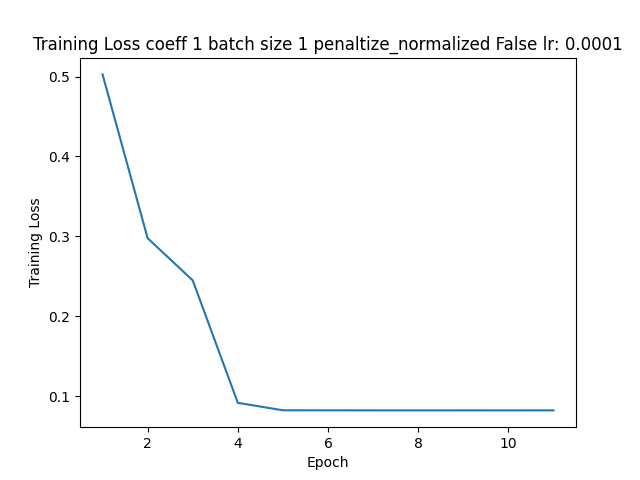 Training Loss coeff 1 batch size 1 penaltize_normalized False lr: 0.0001
0.5
0.4
0.3
0.2
0.1
Training Loss
2 4 6 8 10
Epoch